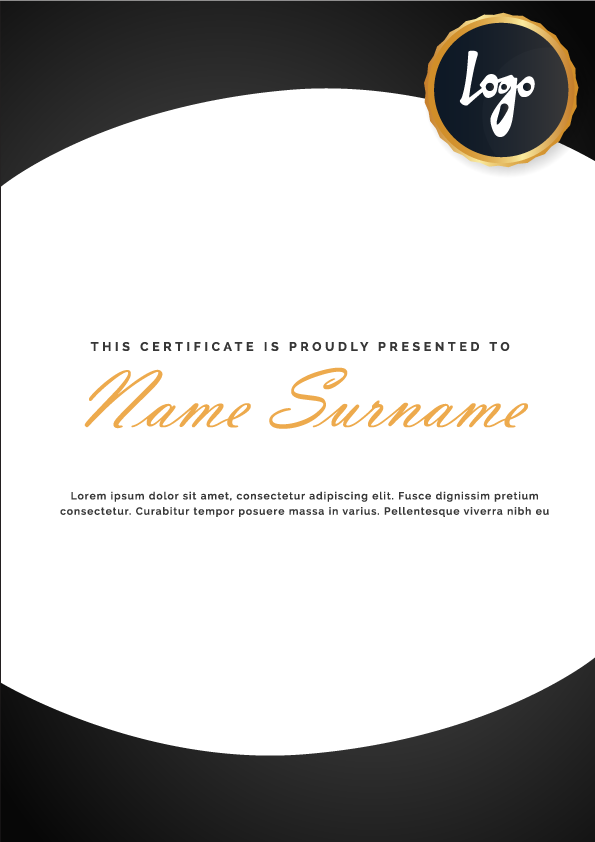 Logo
THIS CERTIFICATE IS PROUDLY PRESENTED TO
Name Surname
Lorem ipsum dolor sit amet, consectetur adipiscing elit. Fusce dignissim pretium
consectetur. Curabitur tempor posuere massa in varius. Pellentesque viverra nibh eu